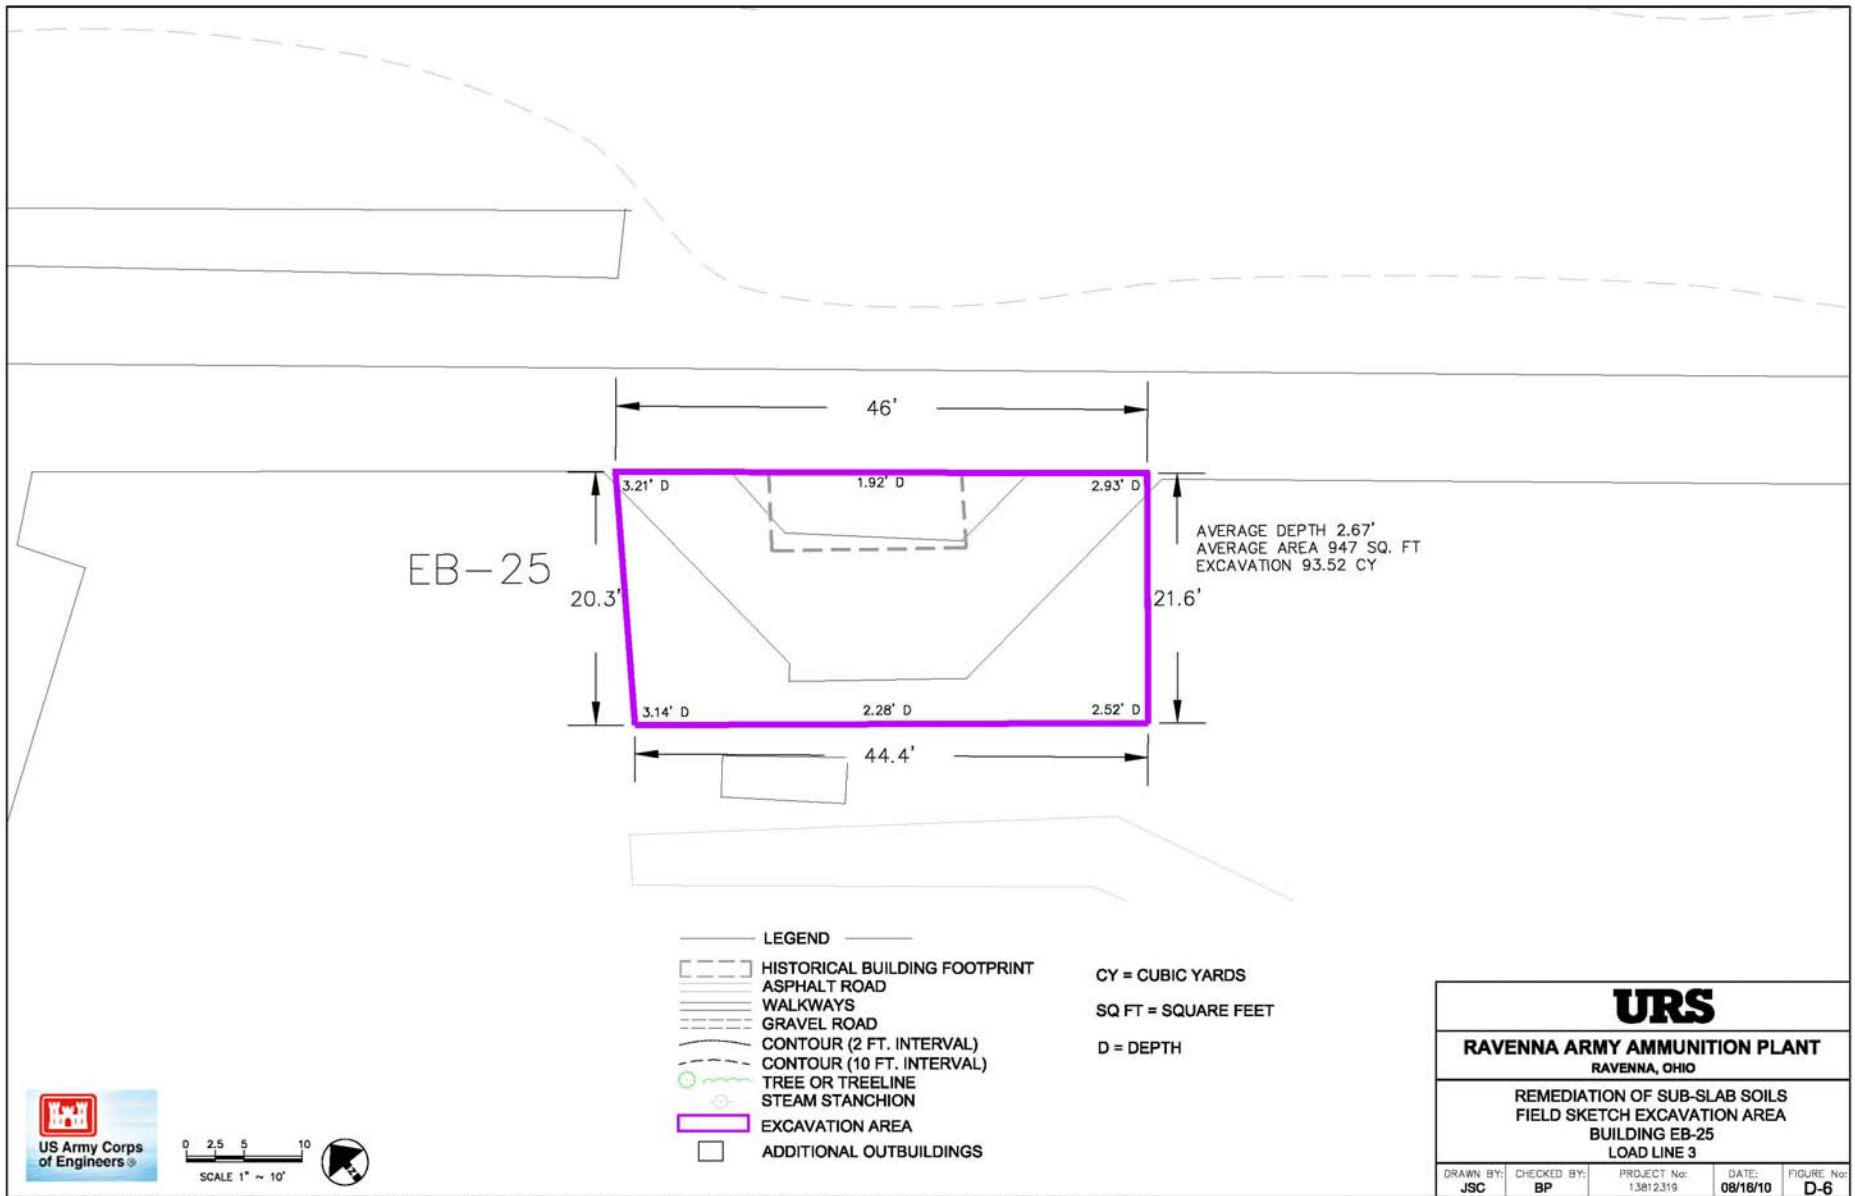 46'
3.21' D
1.92' D
2.93' D
AVERAGE DEPTH 2.67'
AVERAGE AREA 947 SQ. FT
EXCAVATION 93.52 CY
EB-25
20.3'
21.6'
3.14' D
2.28' D
2.52' D
44.4'
LEGEND
HISTORICAL BUILDING FOOTPRINT
ASPHALT ROAD
WALKWAYS
GRAVEL ROAD
CONTOUR (2 FT. INTERVAL)
CONTOUR (10 FT. INTERVAL)
TREE OR TREELINE
STEAM STANCHION
EXCAVATION AREA
ADDITIONAL OUTBUILDINGS
CY = CUBIC YARDS
SQ FT = SQUARE FEET
D = DEPTH
US Army Corps
of Engineers ®
0 2.5 5 10
SCALE 1" ~ 10'
N
URS
RAVENNA ARMY AMMUNITION PLANT
RAVENNA, OHIO
REMEDIATION OF SUB-SLAB SOILS
FIELD SKETCH EXCAVATION AREA
BUILDING EB-25
LOAD LINE 3
DRAWN BY: CHECKED BY: PROJECT No: DATE: FIGURE No:
JSC BP 13812319 08/16/10 D-6